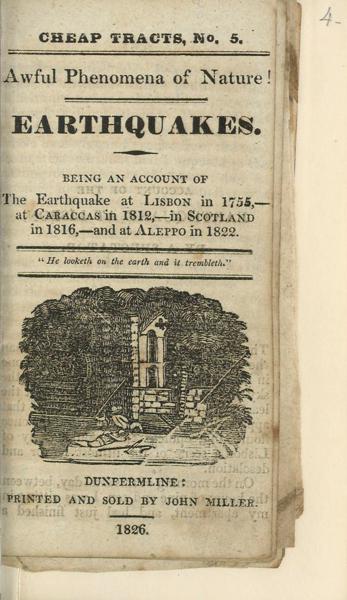 4-
CHEAP TRACTS, No. 5.
Awful Phenomena of Nature!
EARTHQUAKES.
BEING AN ACCOUNT OF
The Earthquake at LISBON in 1755,—
at CARACCAS in 1812,—in SCOTLAND
in 1816,—and at ALEPPO in 1822.
"He looketh on the earth and it trembleth."
DUNFERMLINE:
PRINTED AND SOLD BY JOHN MILLER.
1826.